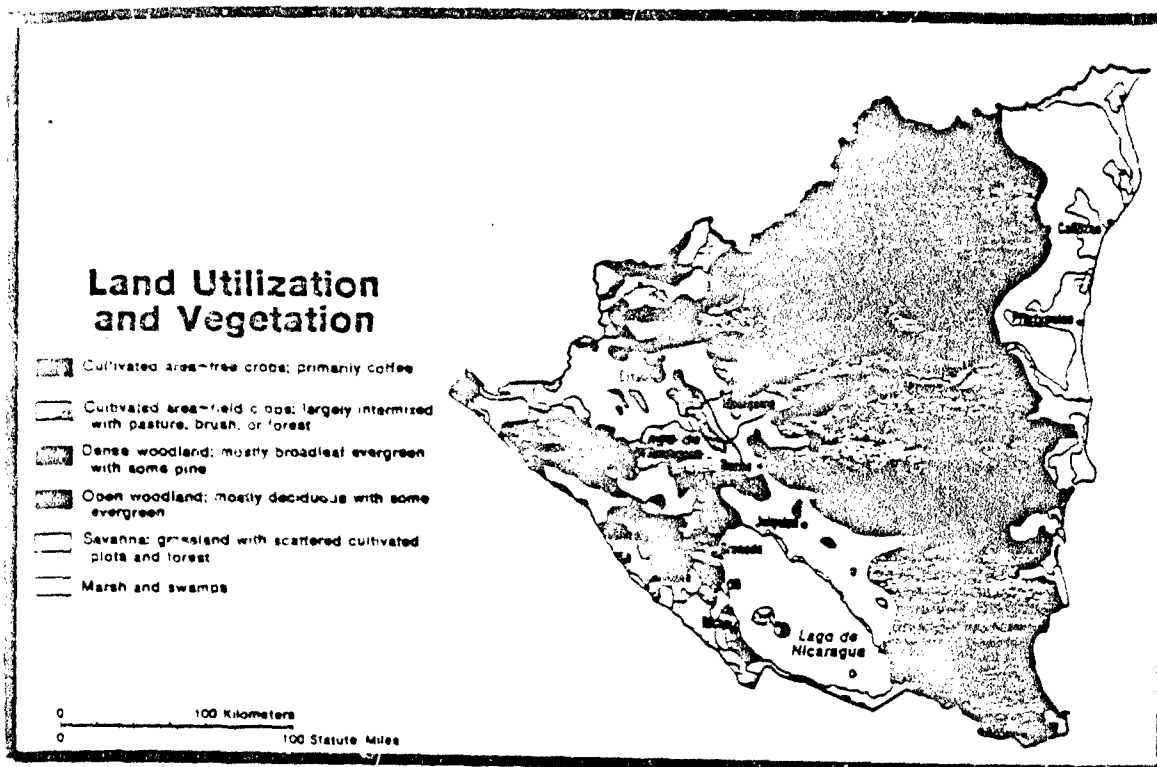 Land Utilization
and Vegetation
Cultivated area—tree crops; primarily coffee
Cultivated area—field crops; largely intermixed
with pasture, brush, or forest
Dense woodland; mostly broadleaf evergreen
with some pine
Open woodland; mostly deciduous with some
evergreen
Savanna; grassland with scattered cultivated
plots and forest
Marsh and swamps
0 100 Kilometers
0 100 Statute Miles
Lago de
Granada
Lago de
Nicaragua